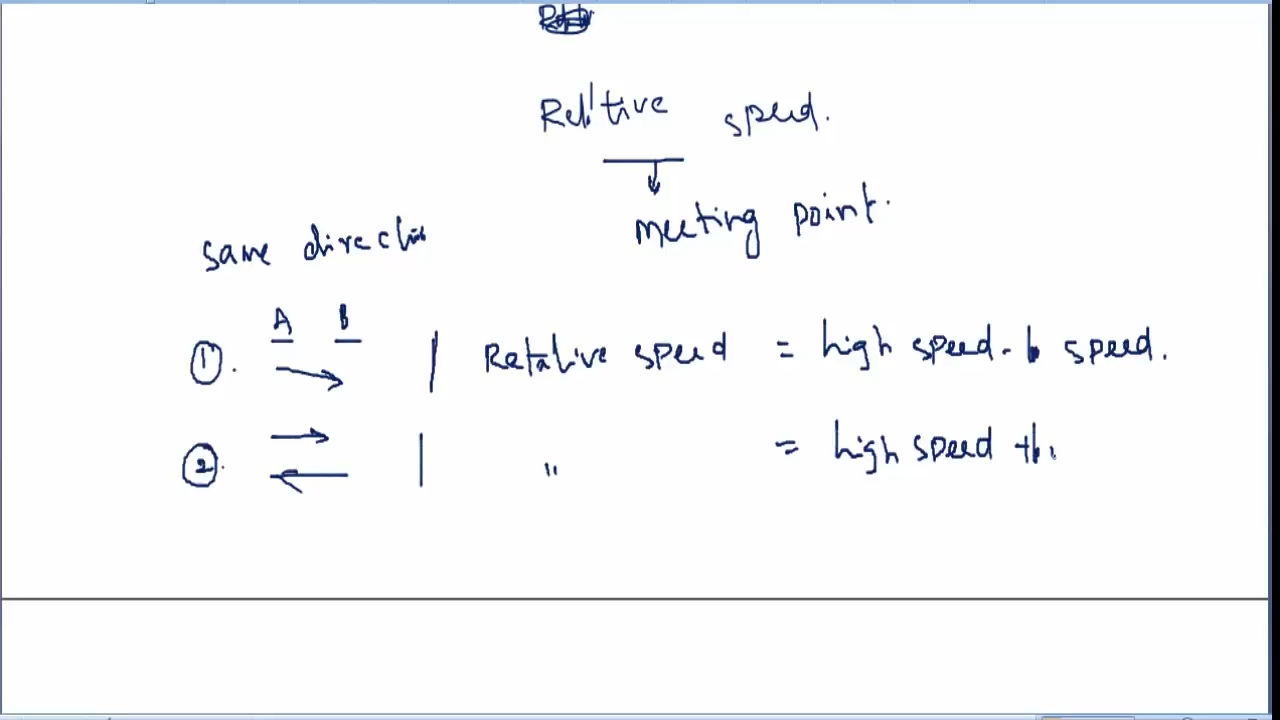 Relative speed.
meeting point.
same direction
A B
1. Relative speed = high speed - b speed.
2. " = high speed +